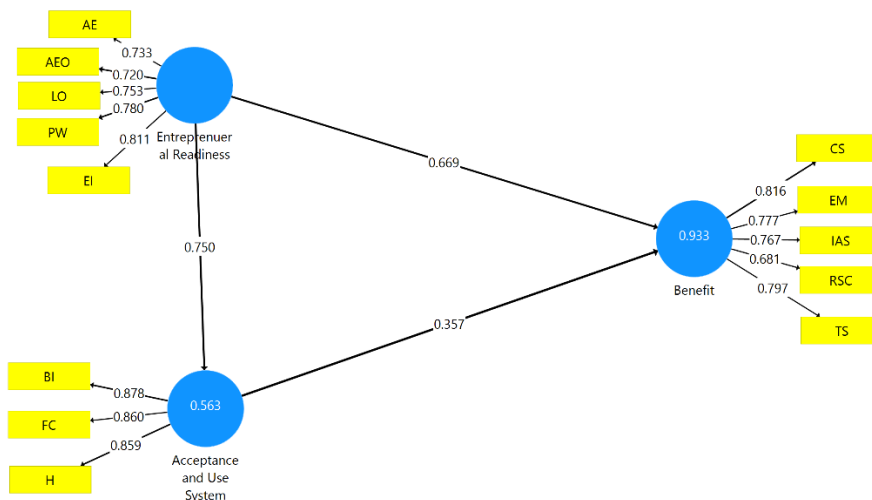 AE
0.733
AEO
0.720
LO
0.753
PW
0.780
EI
0.811
Entreprenuer
al Readiness
0.669
0.750
CS
0.816
EM
0.777
0.933
IAS
0.767
RSC
0.681
TS
0.797
Benefit
0.357
BI
0.878
FC
0.860
H
0.859
0.563
Acceptance
and Use
System